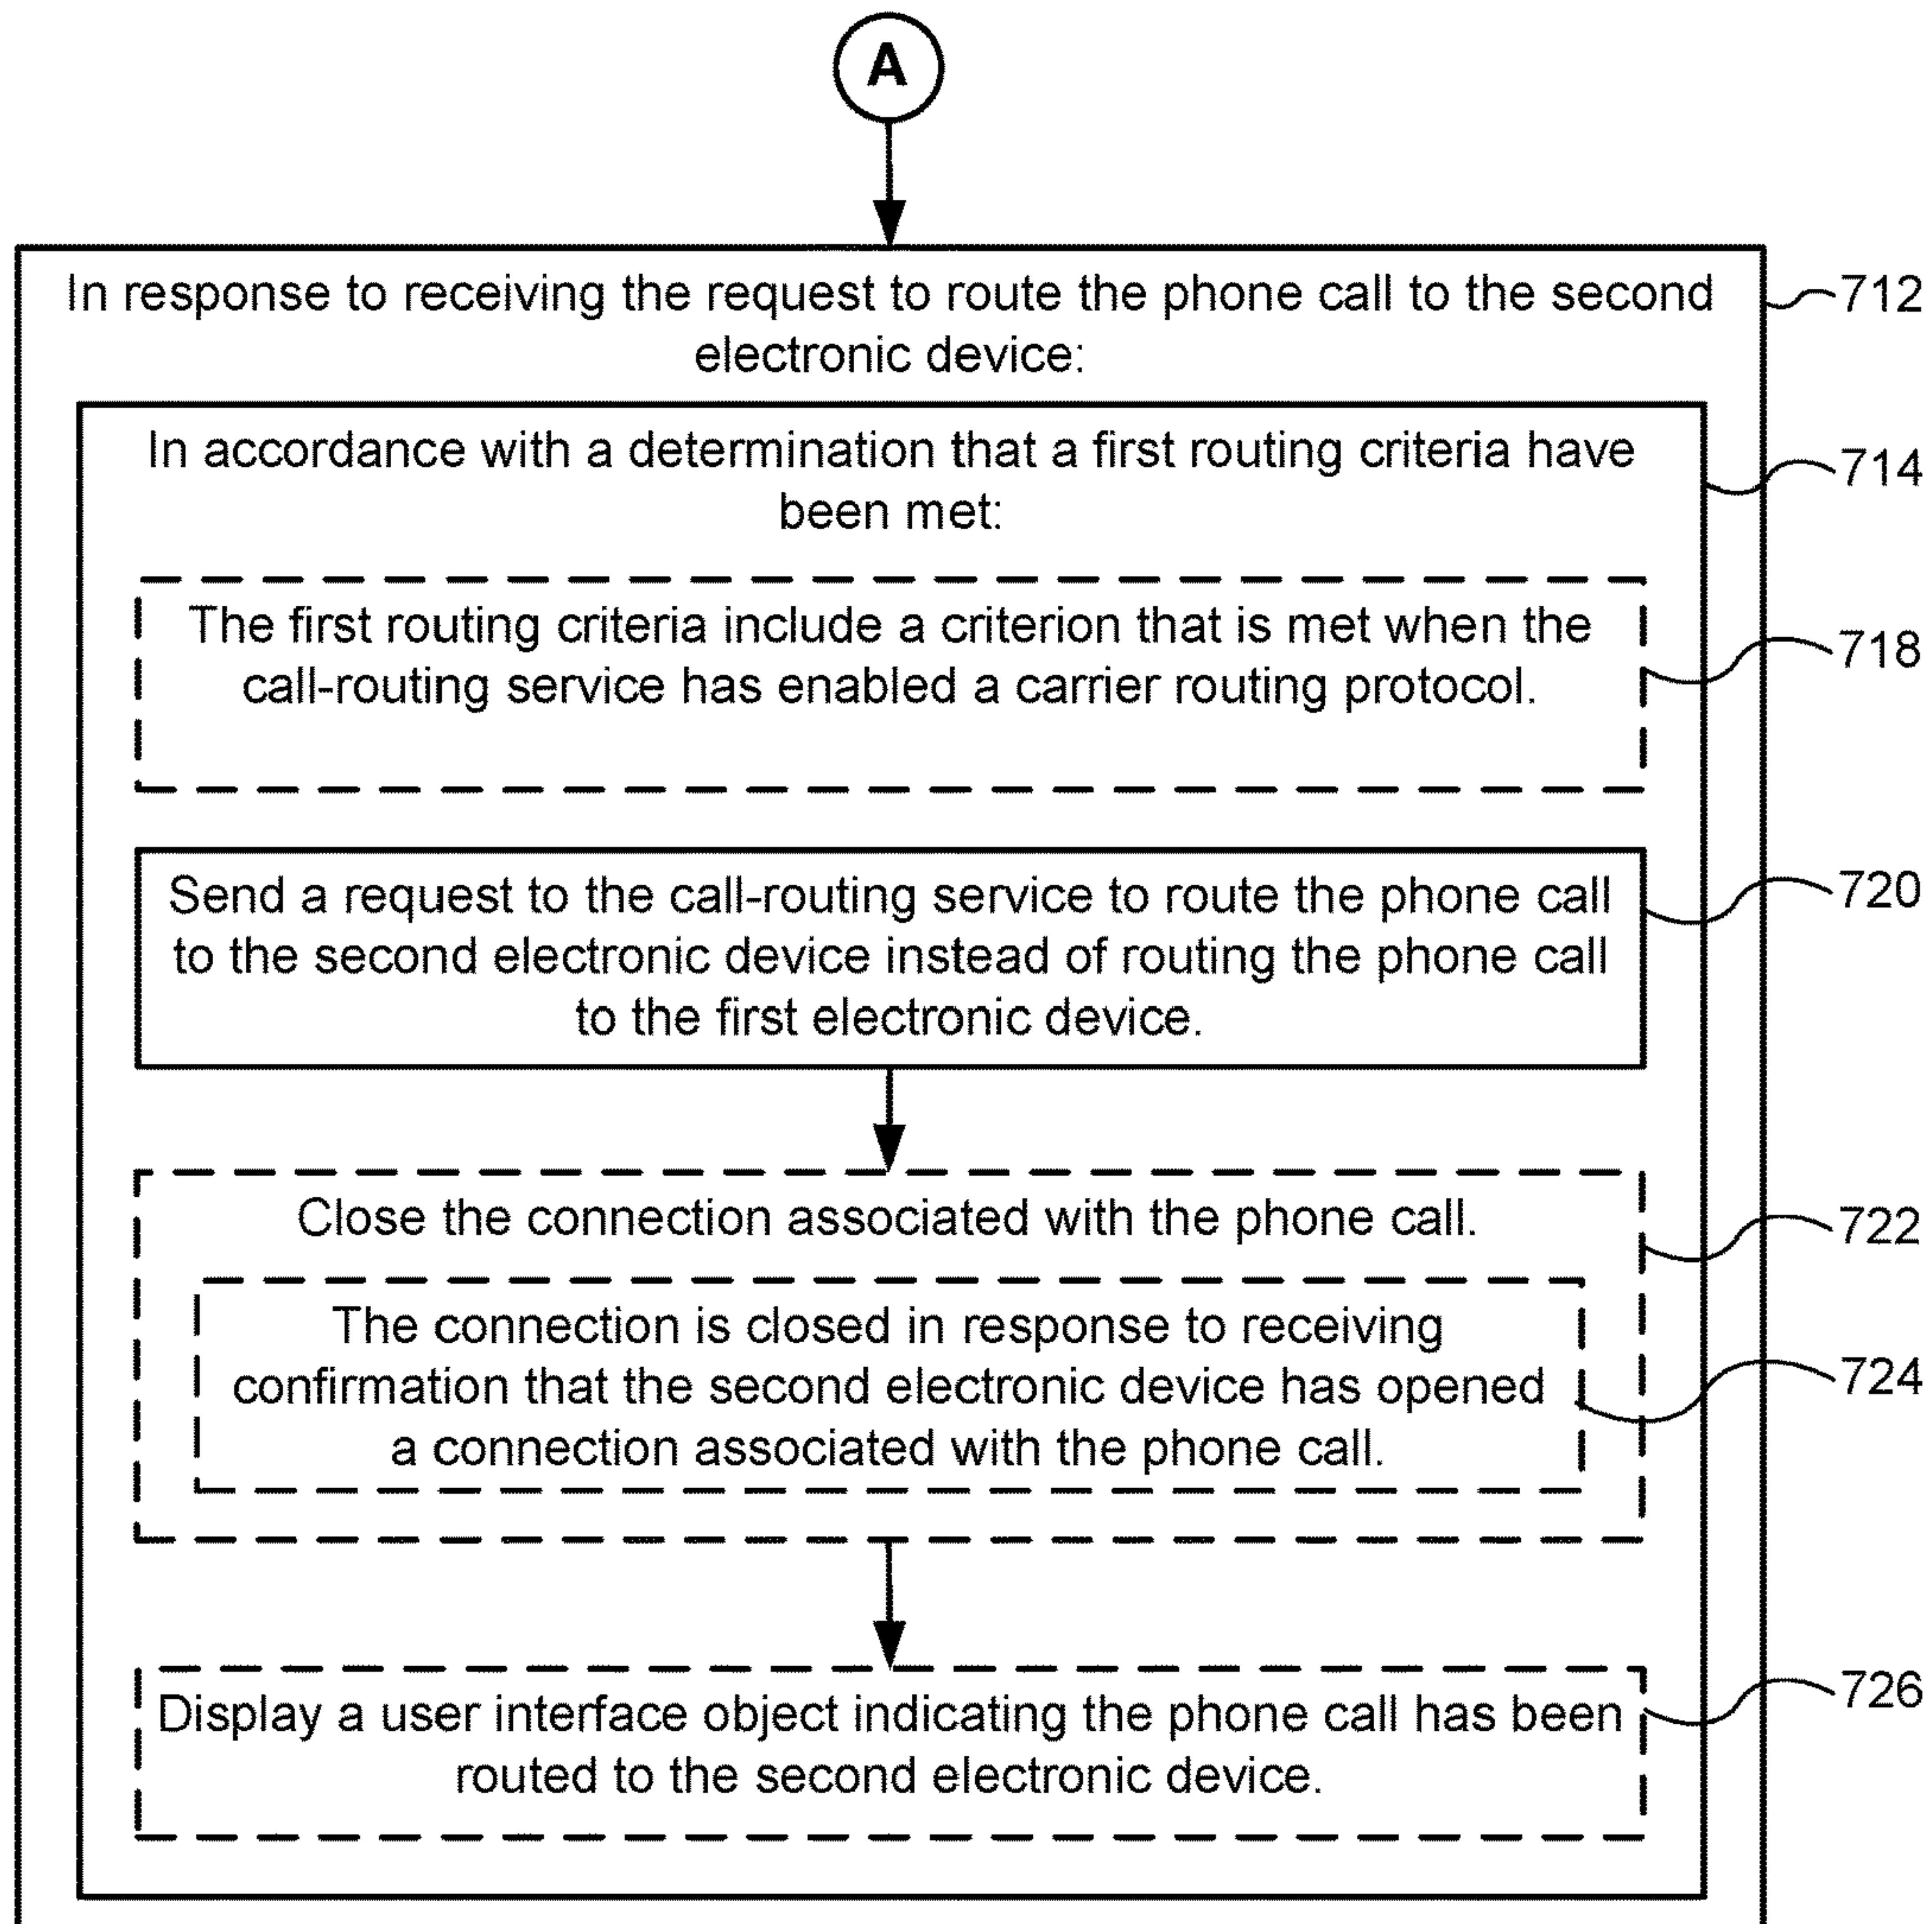 A
In response to receiving the request to route the phone call to the second
electronic device:
712
In accordance with a determination that a first routing criteria have
been met:
714
The first routing criteria include a criterion that is met when the
call-routing service has enabled a carrier routing protocol.
718
Send a request to the call-routing service to route the phone call
to the second electronic device instead of routing the phone call
to the first electronic device.
720
Close the connection associated with the phone call.
722
The connection is closed in response to receiving
confirmation that the second electronic device has opened
a connection associated with the phone call.
724
Display a user interface object indicating the phone call has been
routed to the second electronic device.
726